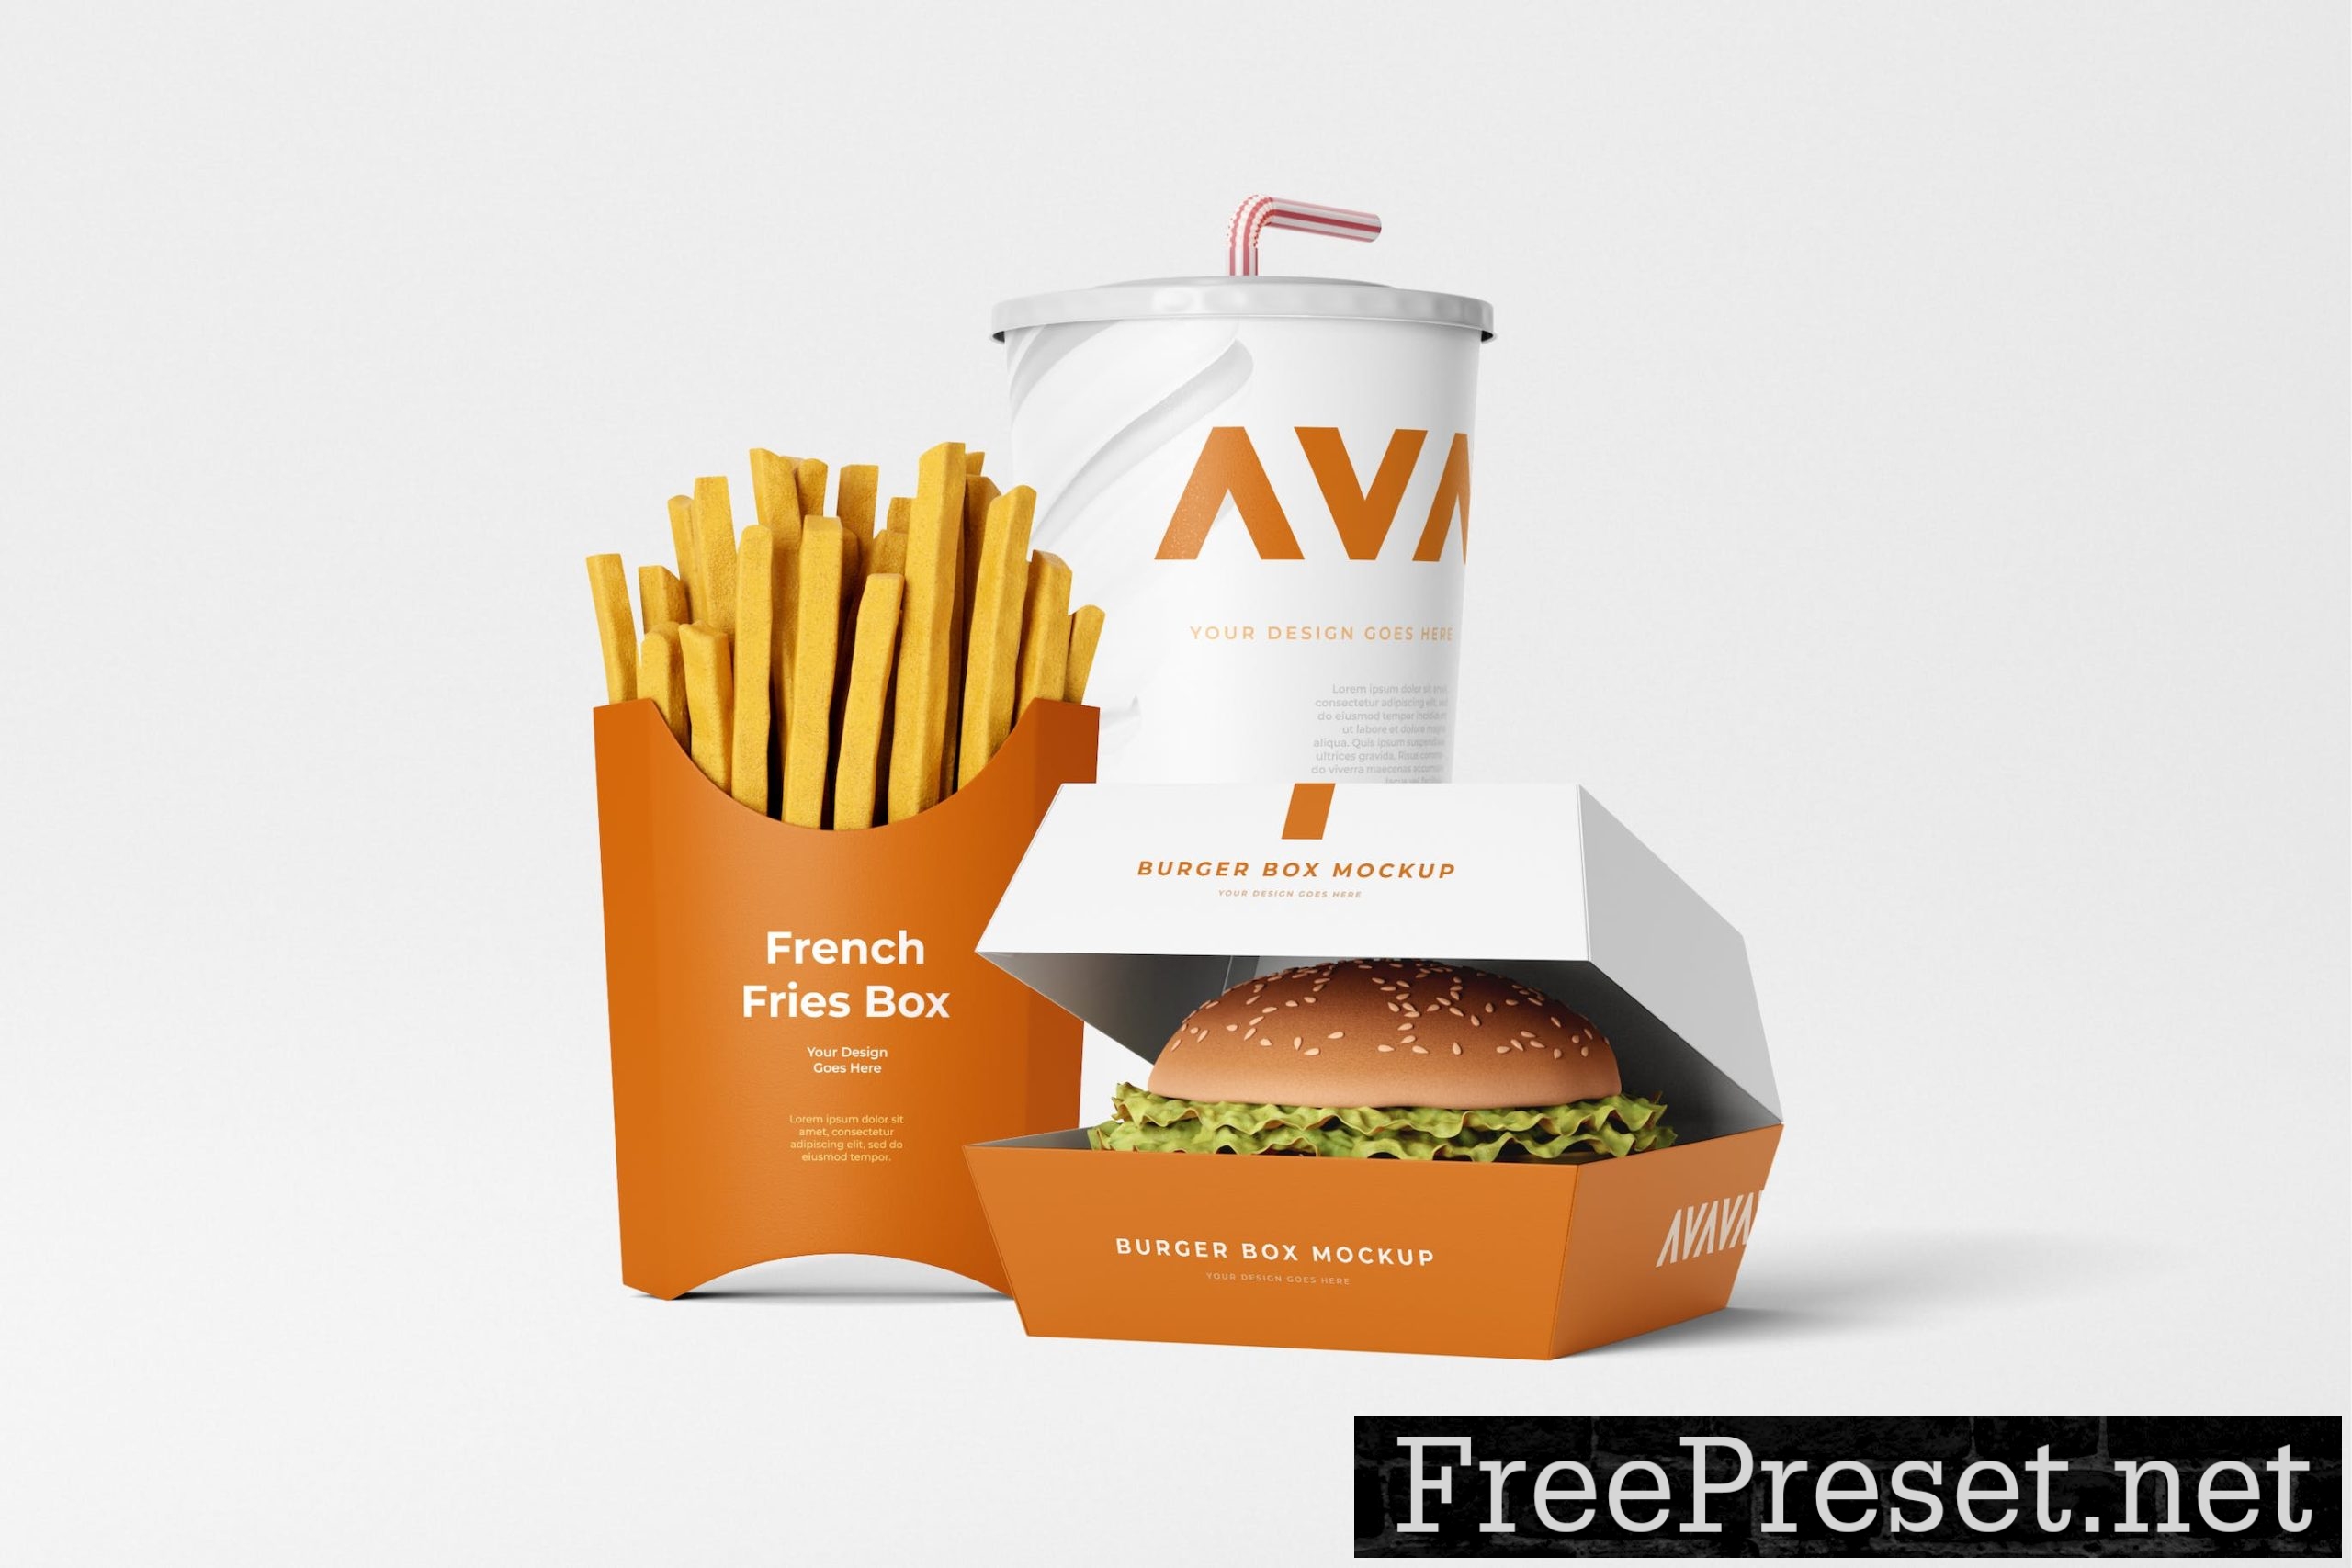 AVA
YOUR DESIGN GOES HERE
Lorem ipsum dolor sit
consectetur adipiscing elit,
do eiusmod tempor
ut labore et dolore
aliqua. Quis ipsum
ultrices gravida. Risus
do viverra maecenas
BURGER BOX MOCKUP
YOUR DESIGN GOES HERE
French
Fries Box
Your Design
Goes Here
Lorem ipsum dolor sit
amet, consectetur
adipiscing elit, sed do
eiusmod tempor.
AVAVA
BURGER BOX MOCKUP
YOUR DESIGN GOES HERE
FreePreset.net